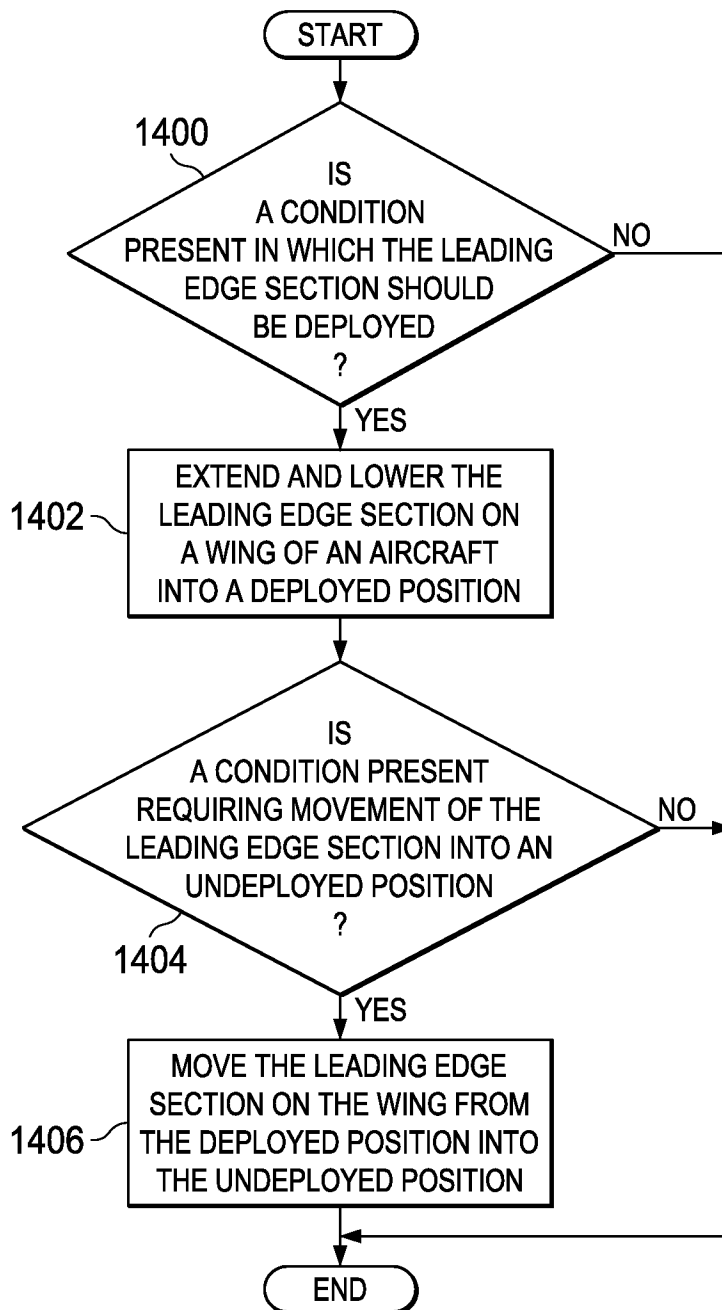 START
1400
IS
A CONDITION
PRESENT IN WHICH THE LEADING
EDGE SECTION SHOULD
BE DEPLOYED
?
NO
YES
1402
EXTEND AND LOWER THE
LEADING EDGE SECTION ON
A WING OF AN AIRCRAFT
INTO A DEPLOYED POSITION
IS
A CONDITION PRESENT
REQUIRING MOVEMENT OF THE
LEADING EDGE SECTION INTO AN
UNDEPLOYED POSITION
?
NO
1404
YES
1406
MOVE THE LEADING EDGE
SECTION ON THE WING FROM
THE DEPLOYED POSITION INTO
THE UNDEPLOYED POSITION
END